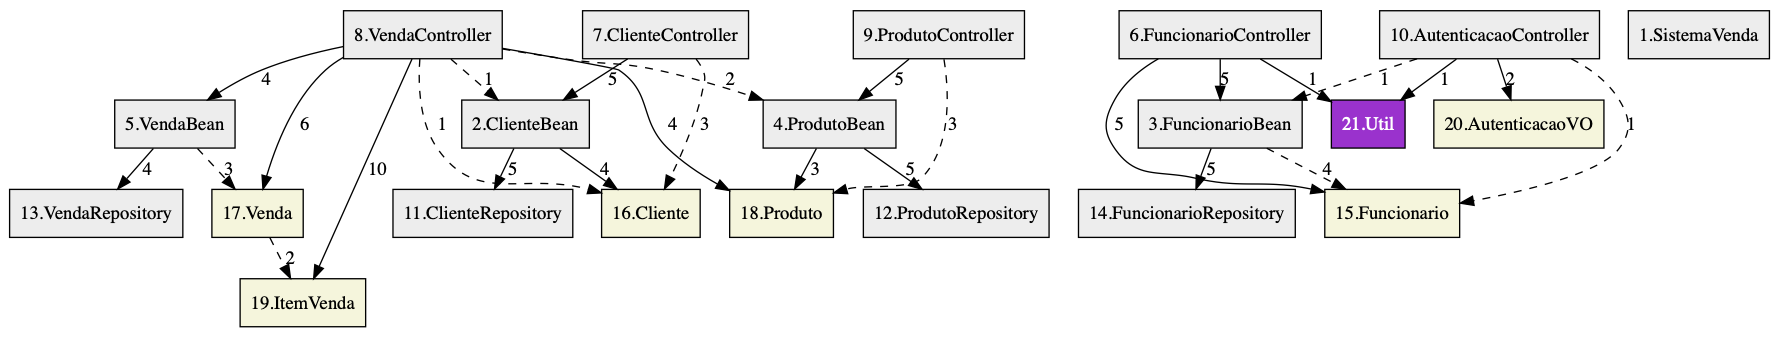 8.VendaController
7.ClienteController
9.ProdutoController
6.FuncionarioController
10.AutenticacaoController
1.SistemaVenda
4
1
5
2
5
5
1
1
1
2
5.VendaBean
6
1
2.ClienteBean
3
4
4.ProdutoBean
3
5
3.FuncionarioBean
21.Util
20.AutenticacaoVO
1
4
3
10
5
4
3
5
5
4
13.VendaRepository
17.Venda
11.ClienteRepository
16.Cliente
18.Produto
12.ProdutoRepository
14.FuncionarioRepository
15.Funcionario
2
19.ItemVenda